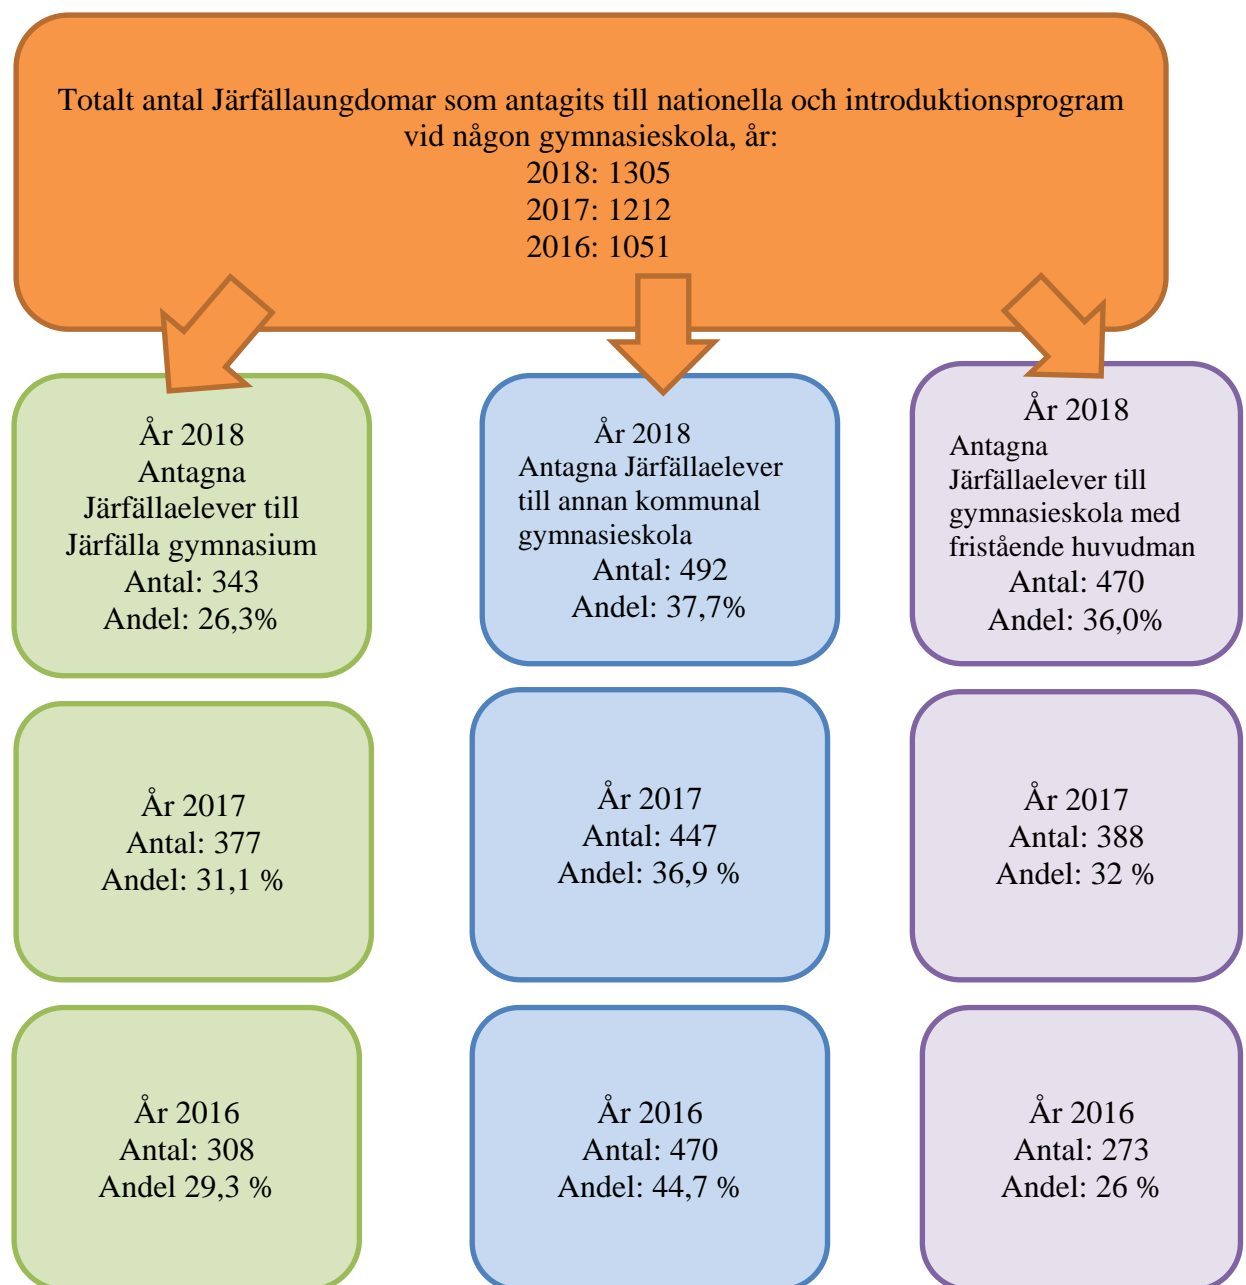 Totalt antal Järfällaungdomar som antagits till nationella och introduktionsprogram
vid någon gymnasieskola, år:
2018: 1305
2017: 1212
2016: 1051
År 2018
Antagna
Järfällaelever till
Järfälla gymnasium
Antal: 343
Andel: 26,3%
År 2018
Antagna Järfällaelever
till annan kommunal
gymnasieskola
Antal: 492
Andel: 37,7%
År 2018
Antagna
Järfällaelever till
gymnasieskola med
fristående huvudman
Antal: 470
Andel: 36,0%
År 2017
Antal: 377
Andel: 31,1 %
År 2017
Antal: 447
Andel: 36,9 %
År 2017
Antal: 388
Andel: 32 %
År 2016
Antal: 308
Andel 29,3 %
År 2016
Antal: 470
Andel: 44,7 %
År 2016
Antal: 273
Andel: 26 %